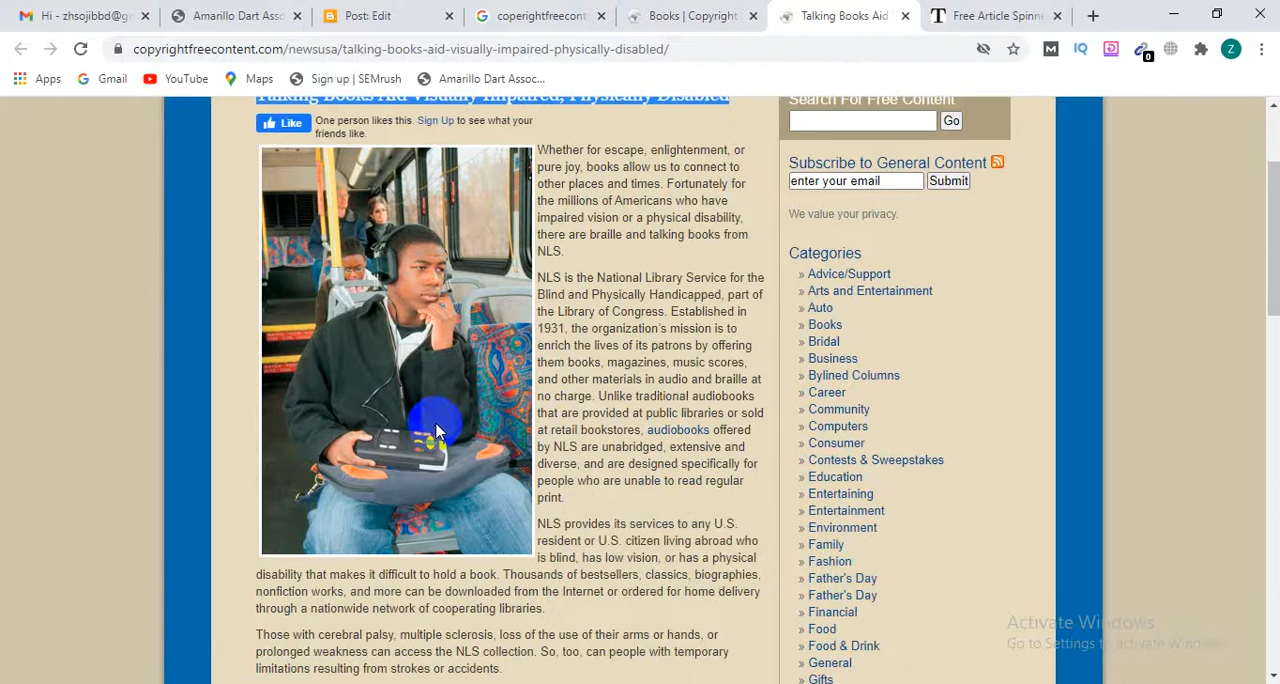 Hi - zhsojibbd@g
Amarillo Dart Asso
Post: Edit
coperightfreecont
Books | Copyright
Talking Books Aid
Free Article Spinn
copyrightfreecontent.com/newsusa/talking-books-aid-visually-impaired-physically-disabled/
0
Z
Apps
Gmail
YouTube
Maps
Sign up | SEMrush
Amarillo Dart Assoc...
Talking Books Aid Visually Impaired, Physically Disabled
Like
One person likes this. Sign Up to see what your
friends like.
Whether for escape, enlightenment, or
pure joy, books allow us to connect to
other places and times. Fortunately for
the millions of Americans who have
impaired vision or a physical disability,
there are braille and talking books from
NLS.
NLS is the National Library Service for the
Blind and Physically Handicapped, part of
the Library of Congress. Established in
1931, the organization's mission is to
enrich the lives of its patrons by offering
them books, magazines, music scores,
and other materials in audio and braille at
no charge. Unlike traditional audiobooks
that are provided at public libraries or sold
at retail bookstores, audiobooks offered
by NLS are unabridged, extensive and
diverse, and are designed specifically for
people who are unable to read regular
print.
NLS provides its services to any U.S.
resident or U.S. citizen living abroad who
is blind, has low vision, or has a physical
disability that makes it difficult to hold a book. Thousands of bestsellers, classics, biographies,
nonfiction works, and more can be downloaded from the Internet or ordered for home delivery
through a nationwide network of cooperating libraries.
Those with cerebral palsy, multiple sclerosis, loss of the use of their arms or hands, or
prolonged weakness can access the NLS collection. So, too, can people with temporary
limitations resulting from strokes or accidents.
Search For Free Content
Go
Subscribe to General Content
enter your email
Submit
We value your privacy.
Categories
» Advice/Support
» Arts and Entertainment
» Auto
» Books
» Bridal
» Business
» Bylined Columns
» Career
» Community
» Computers
» Consumer
» Contests & Sweepstakes
» Education
» Entertaining
» Entertainment
» Environment
» Family
» Fashion
» Father's Day
» Father's Day
» Financial
» Food
» Food & Drink
» General
» Gifts
Activate Windows
Go to Settings to activate Windows.